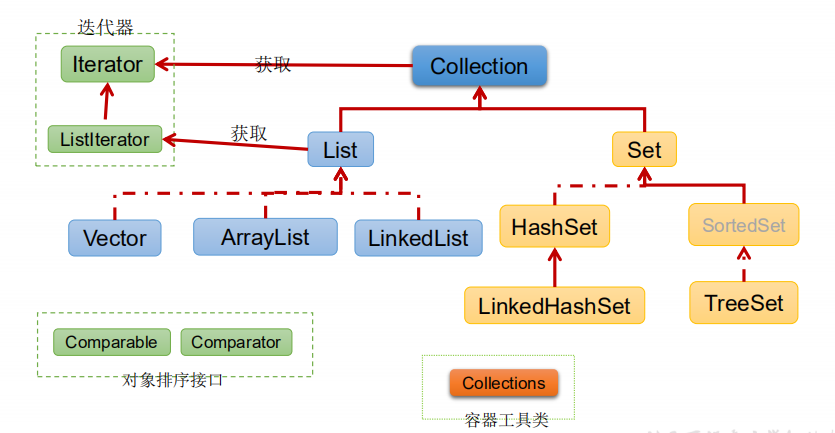 迭代器
Iterator
获取
Collection
ListIterator
获取
List
Set
Vector
ArrayList
LinkedList
HashSet
SortedSet
LinkedHashSet
TreeSet
Comparable
Comparator
对象排序接口
Collections
容器工具类